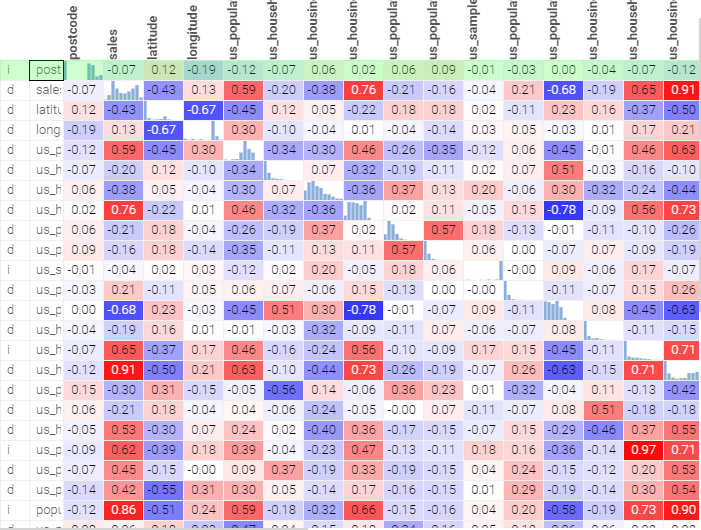 postcode
sales
latitude
longitude
us_popula
us_househ
us_housin
us_housin
us_popula
us_popula
us_sample
us_popula
us_popula
us_housin
us_househ
us_housin
i post -0.07 0.12 -0.19 -0.12 -0.07 0.06 0.02 0.06 0.09 -0.01 -0.03 0.00 -0.04 -0.07 -0.12
d sale -0.07 -0.43 0.13 0.59 -0.20 -0.38 0.76 -0.21 -0.16 -0.04 0.21 -0.68 -0.19 0.65 0.91
d latit 0.12 -0.43 -0.67 -0.45 0.12 0.05 -0.22 0.18 0.18 0.02 -0.11 0.23 0.16 -0.37 -0.50
d long -0.19 0.13 -0.67 0.30 -0.10 -0.04 0.01 -0.04 -0.14 0.03 0.05 -0.03 0.01 0.17 0.21
d us_p -0.12 0.59 -0.45 0.30 -0.34 -0.30 0.46 -0.26 -0.35 -0.12 0.06 -0.45 -0.01 0.46 0.63
d us_h -0.07 -0.20 0.12 -0.10 -0.34 0.07 -0.32 -0.19 -0.11 0.02 0.07 0.51 -0.03 -0.16 -0.10
d us_h 0.06 -0.38 0.05 -0.04 -0.30 0.07 -0.36 0.37 0.13 0.20 -0.06 0.30 -0.32 -0.24 -0.44
d us_h 0.02 0.76 -0.22 0.01 0.46 -0.32 -0.36 0.02 0.11 -0.05 0.15 -0.78 -0.09 0.56 0.73
d us_p 0.06 -0.21 0.18 -0.04 -0.26 -0.19 0.37 0.02 0.57 0.18 -0.13 -0.01 -0.11 -0.10 -0.26
d us_p 0.09 -0.16 0.18 -0.14 -0.35 -0.11 0.13 0.11 0.57 0.06 0.00 -0.07 0.07 -0.09 -0.19
i us_s -0.01 -0.04 0.02 0.03 -0.12 0.02 0.20 -0.05 0.18 0.06 -0.00 0.09 -0.06 0.17 -0.07
d us_p -0.03 0.21 -0.11 0.05 0.06 0.07 -0.06 0.15 -0.13 0.00 -0.00 -0.11 -0.07 0.15 0.26
d us_p 0.00 -0.68 0.23 -0.03 -0.45 0.51 0.30 -0.78 -0.01 -0.07 0.09 -0.11 0.08 -0.45 -0.63
d us_h -0.04 -0.19 0.16 0.01 -0.01 -0.03 -0.32 -0.09 -0.11 0.07 -0.06 -0.07 0.08 -0.11 -0.15
i us_h -0.07 0.65 -0.37 0.17 0.46 -0.16 -0.24 0.56 -0.10 -0.09 0.17 0.15 -0.45 -0.11 0.71
d us_h -0.12 0.91 -0.50 0.21 0.63 -0.10 -0.44 0.73 -0.26 -0.19 -0.07 0.26 -0.63 -0.15 0.71
d us_p 0.15 -0.30 0.31 -0.15 -0.05 -0.56 0.14 -0.06 0.36 0.23 0.01 -0.32 -0.04 0.11 -0.13 -0.42
d us_h 0.06 -0.21 0.18 -0.04 0.04 -0.06 -0.24 -0.05 -0.00 0.07 -0.11 -0.07 0.08 0.51 -0.18 -0.18
d us_h -0.05 0.53 -0.30 0.07 0.24 0.02 -0.40 0.36 -0.17 -0.15 -0.07 0.15 -0.29 -0.46 0.37 0.55
i us_p -0.09 0.62 -0.39 0.18 0.39 -0.04 -0.23 0.47 -0.13 -0.11 0.18 0.16 -0.36 -0.14 0.97 0.71
d us_p -0.07 0.45 -0.15 -0.00 0.09 0.37 -0.19 0.33 -0.19 -0.15 0.04 0.24 -0.15 -0.12 0.20 0.53
d us_p -0.14 0.42 -0.55 0.31 0.30 0.05 -0.14 0.17 -0.16 -0.16 -0.01 0.29 -0.19 -0.15 0.30 0.54
i popu -0.12 0.86 -0.51 0.24 0.59 -0.18 -0.32 0.66 -0.15 -0.16 0.04 0.20 -0.58 -0.19 0.73 0.90